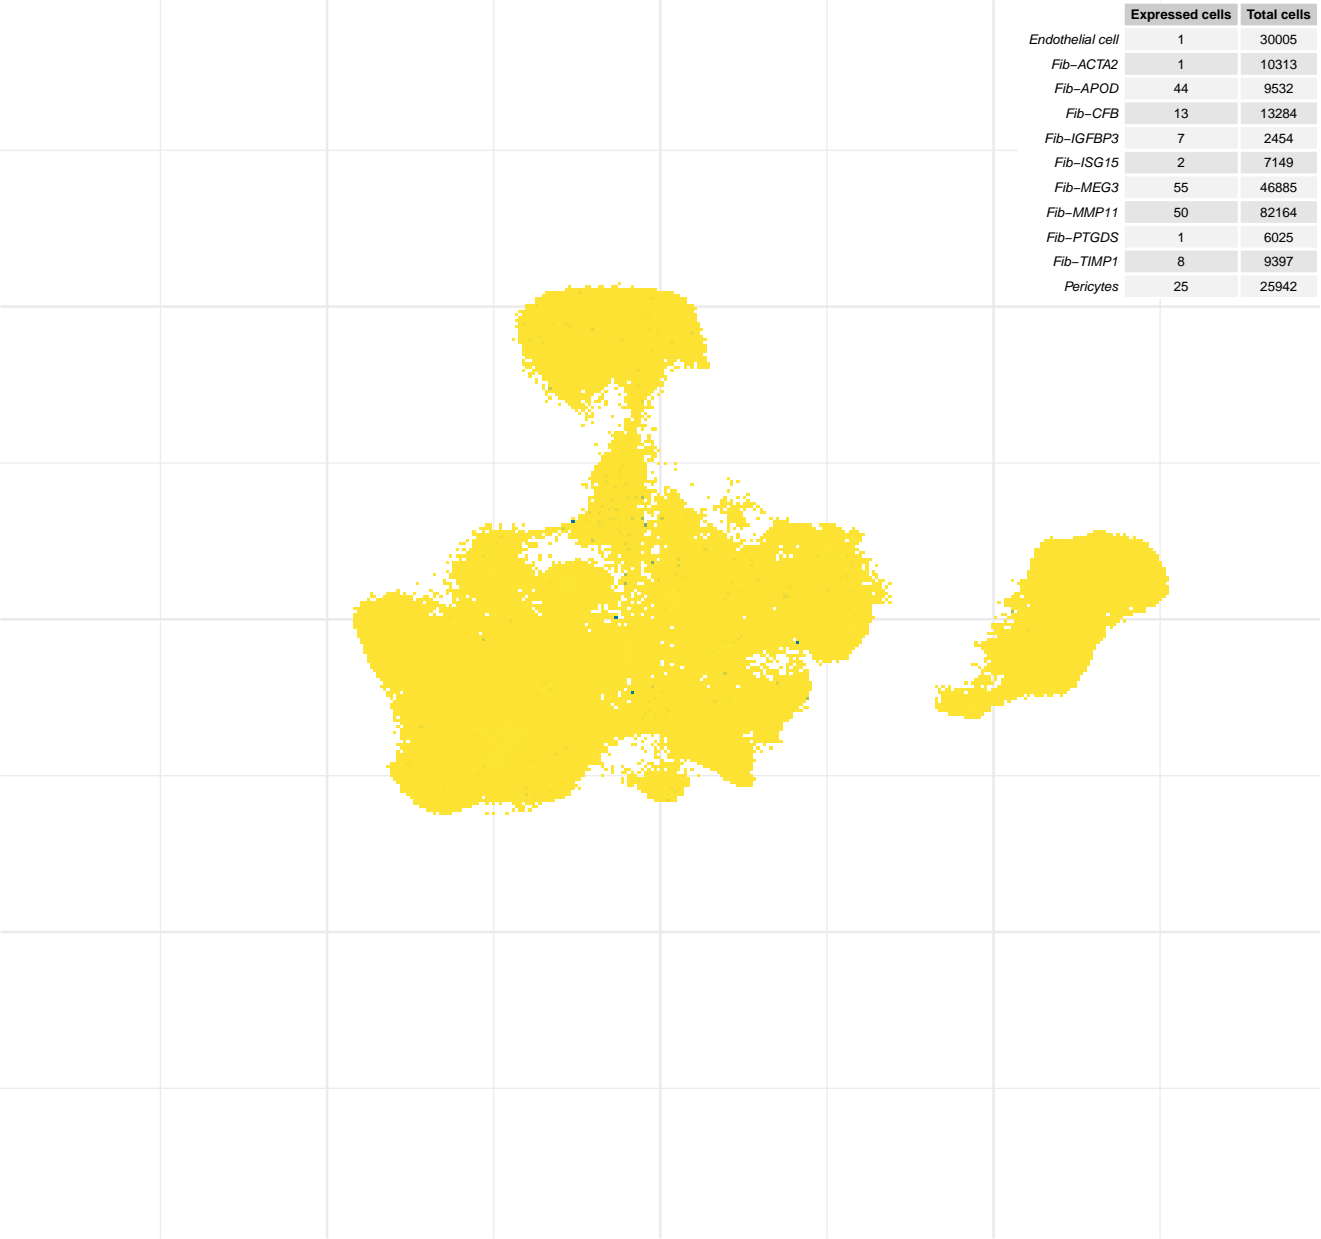 Expressed cells Total cells
Endothelial cell 1 30005
Fib−ACTA2 1 10313
Fib−APOD 44 9532
Fib−CFB 13 13284
Fib−IGFBP3 7 2454
Fib−ISG15 2 7149
Fib−MEG3 55 46885
Fib−MMP11 50 82164
Fib−PTGDS 1 6025
Fib−TIMP1 8 9397
Pericytes 25 25942